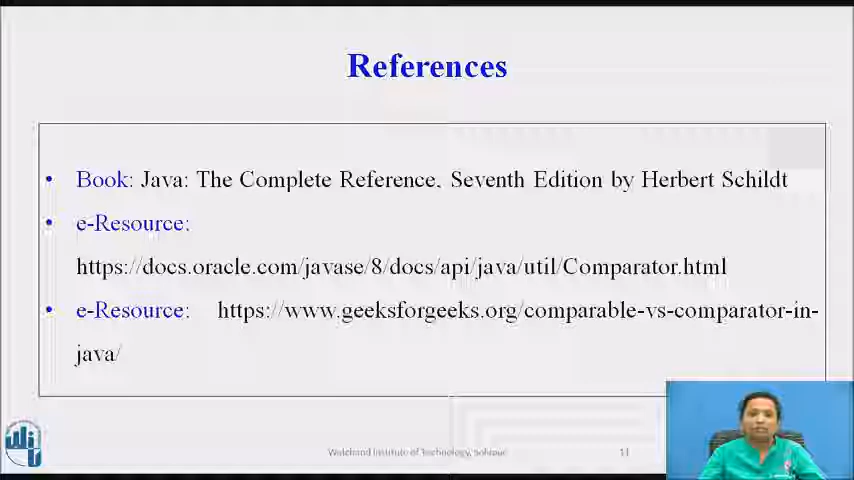 References
• Book: Java: The Complete Reference, Seventh Edition by Herbert Schildt
• e-Resource:
https://docs.oracle.com/javase/8/docs/api/java/util/Comparator.html
• e-Resource: https://www.geeksforgeeks.org/comparable-vs-comparator-in-
java/
Walchand Institute of Technology, Solapur
11